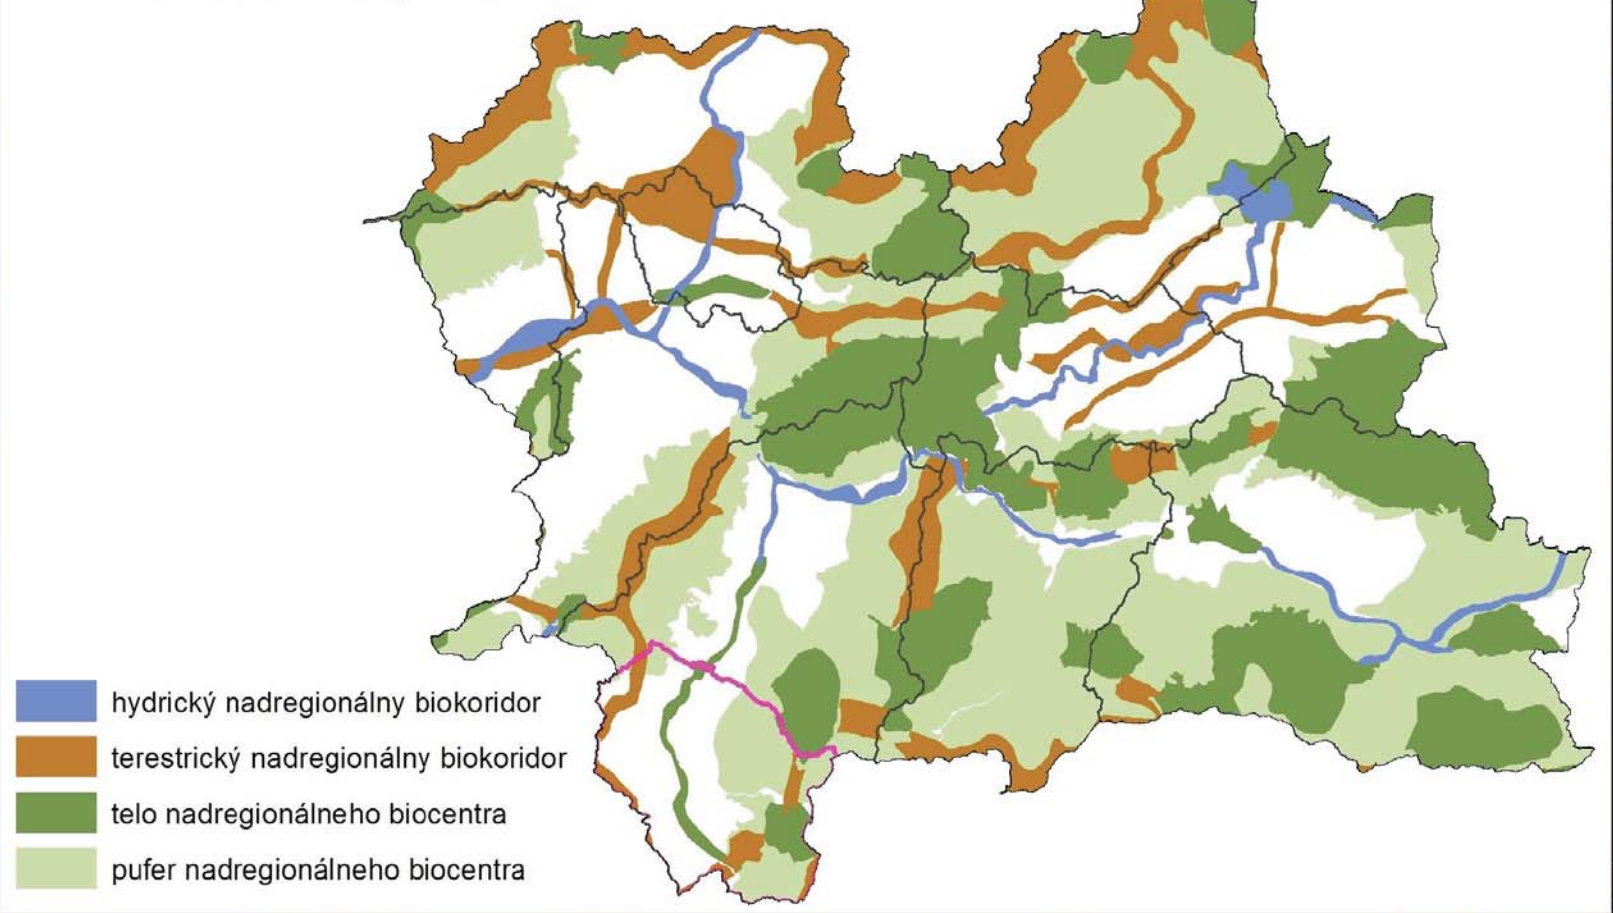 hydrický nadregionálny biokoridor
terestrický nadregionálny biokoridor
telo nadregionálneho biocentra
pufer nadregionálneho biocentra